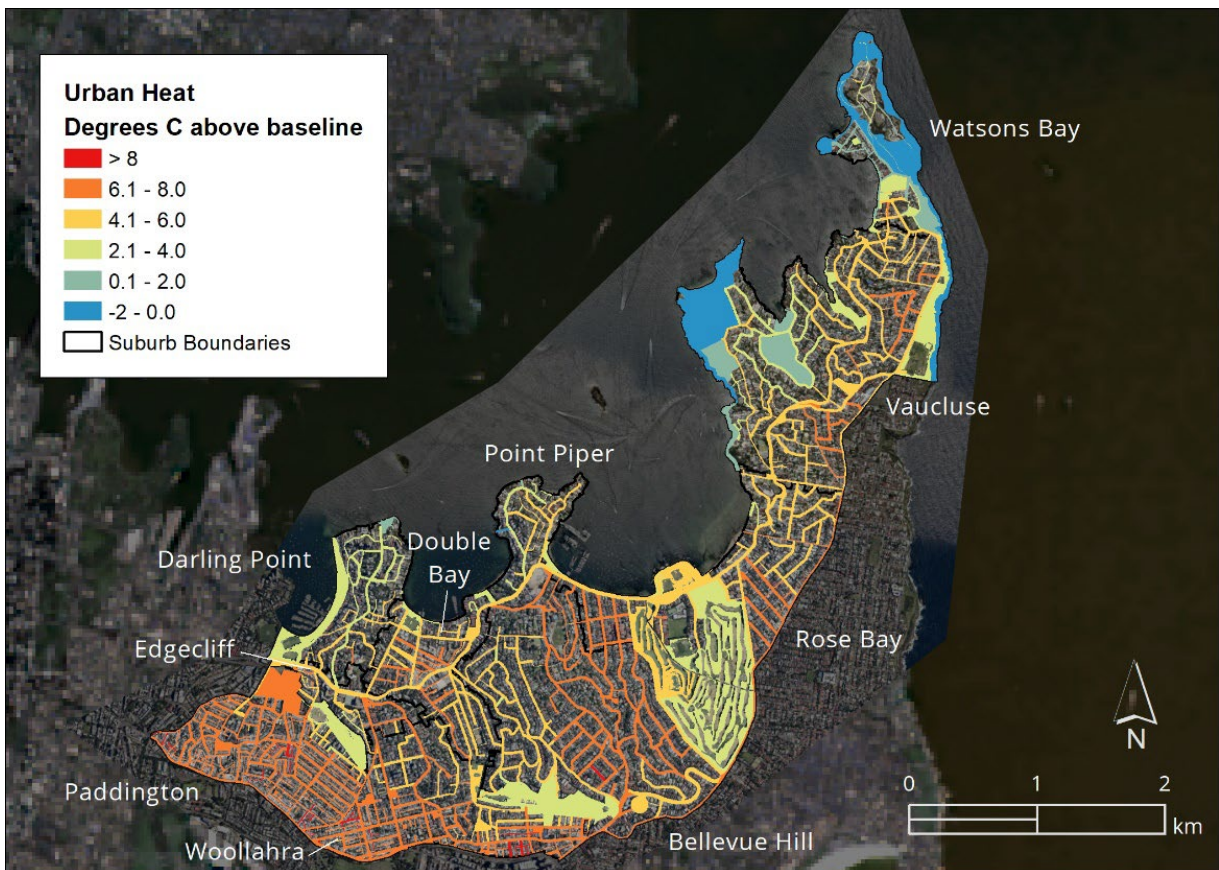 Urban Heat
Degrees C above baseline
> 8
6.1 - 8.0
4.1 - 6.0
2.1 - 4.0
0.1 - 2.0
-2 - 0.0
Suburb Boundaries
Watsons Bay
Vaucluse
Point Piper
Darling Point
Double
Bay
Edgecliff
Rose Bay
Paddington
Woollahra
Bellevue Hill
N
0 1 2
km